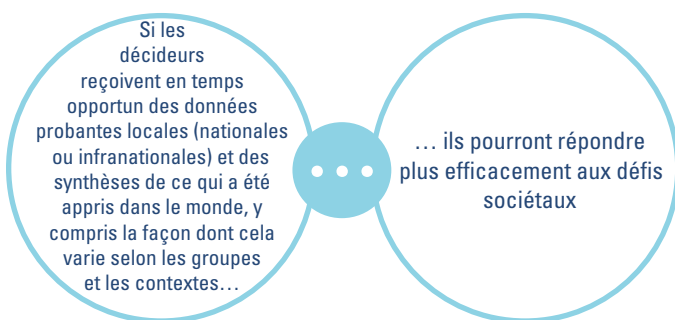 Si les
décideurs
reçoivent en temps
opportun des données
probantes locales (nationales
ou infranationales) et des
synthèses de ce qui a été
appris dans le monde, y
compris la façon dont cela
varie selon les groupes
et les contextes…
… ils pourront répondre
plus efficacement aux défis
sociétaux